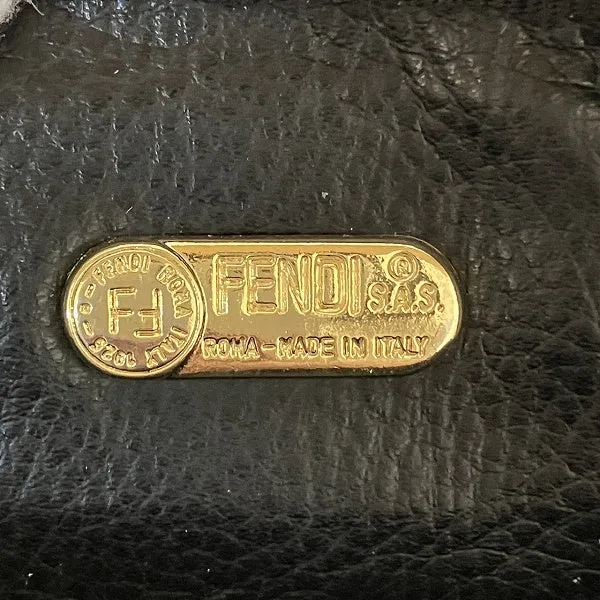 FENDI ROMA ITALY 1925
FF
FENDI®
S.A.S.
ROMA-MADE IN ITALY